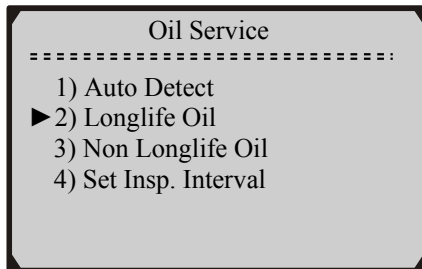 Oil Service
1) Auto Detect
►2) Longlife Oil
3) Non Longlife Oil
4) Set Insp. Interval